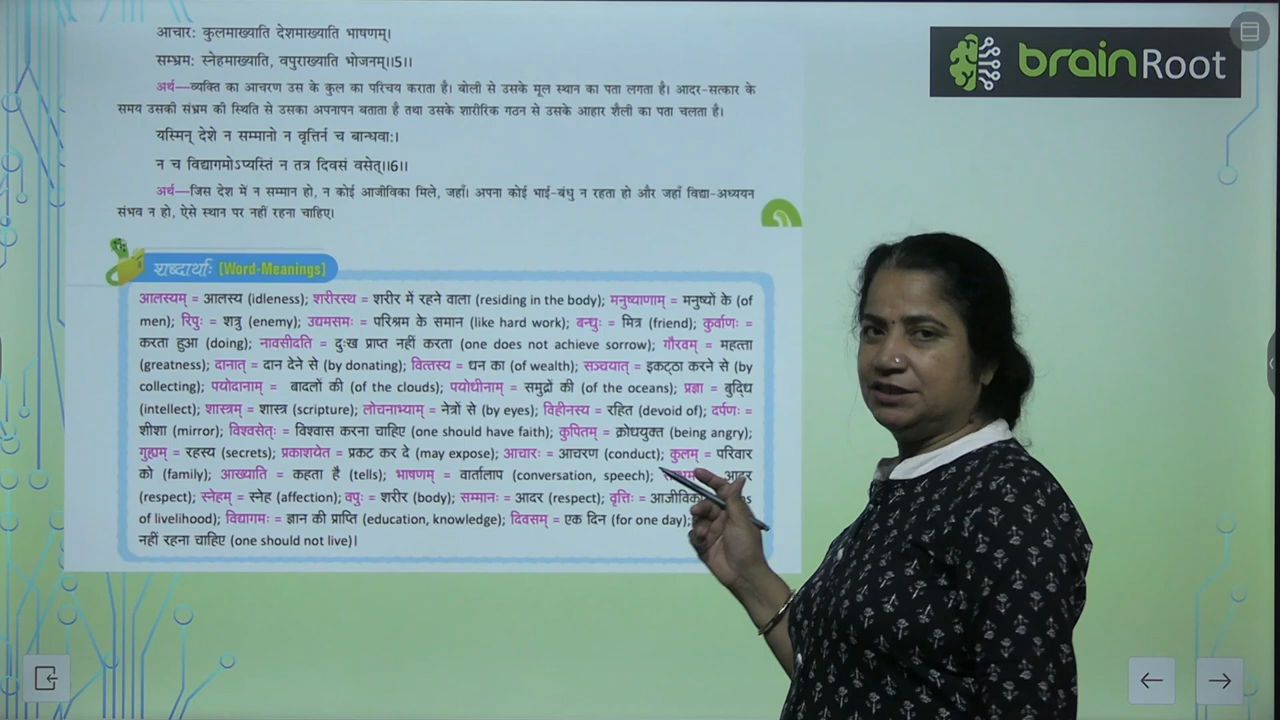 आचार: कुलमाख्याति देशमाख्याति भाषणम्।
सम्भ्रम: स्नेहमाख्याति, वपुराख्याति भोजनम्।।5।।
अर्थ—व्यक्ति का आचरण उस के कुल का परिचय कराता है। बोली से उसके मूल स्थान का पता लगता है। आदर-सत्कार के
समय उसकी संभ्रम की स्थिति से उसका अपनापन बताता है तथा उसके शारीरिक गठन से उसके आहार शैली का पता चलता है।
यस्मिन् देशे न सम्मानो न वृत्तिर्न च बान्धवा:।
न च विद्यागमोऽप्यस्तिं न तत्र दिवसं वसेत्।।6।।
अर्थ—जिस देश में न सम्मान हो, न कोई आजीविका मिले, जहाँ। अपना कोई भाई-बंधु न रहता हो और जहाँ विद्या-अध्ययन
संभव न हो, ऐसे स्थान पर नहीं रहना चाहिए।
brainRoot
शब्दार्थाः [Word-Meanings]
आलस्यम् = आलस्य (idleness); शरीरस्थ = शरीर में रहने वाला (residing in the body); मनुष्याणाम् = मनुष्यों के (of
men); रिपुः = शत्रु (enemy); उद्यमसमः = परिश्रम के समान (like hard work); बन्धुः = मित्र (friend); कुर्वाणः =
करता हुआ (doing); नावसीदति = दुःख प्राप्त नहीं करता (one does not achieve sorrow); गौरवम् = महत्ता
(greatness); दानात् = दान देने से (by donating); वित्तस्य = धन का (of wealth); सञ्चयात् = इकट्ठा करने से (by
collecting); पयोदानाम् = बादलों की (of the clouds); पयोधीनाम् = समुद्रों की (of the oceans); प्रज्ञा = बुद्धि
(intellect); शास्त्रम् = शास्त्र (scripture); लोचनाभ्याम् = नेत्रों से (by eyes); विहीनस्य = रहित (devoid of); दर्पणः =
शीशा (mirror); विश्वसेत्ः = विश्वास करना चाहिए (one should have faith); कुपितम् = क्रोधयुक्त (being angry);
गुह्यम् = रहस्य (secrets); प्रकाशयेत = प्रकट कर दे (may expose); आचारः = आचरण (conduct); कुलम् = परिवार
को (family); आख्याति = कहता है (tells); भाषणम् = वार्तालाप (conversation, speech); आदर
(respect); स्नेहम् = स्नेह (affection); वपुः = शरीर (body); सम्मानः = आदर (respect); वृत्तिः =
of livelihood); विद्यागमः = ज्ञान की प्राप्ति (education, knowledge); दिवसम् = एक दिन (for one day);
नहीं रहना चाहिए (one should not live)।